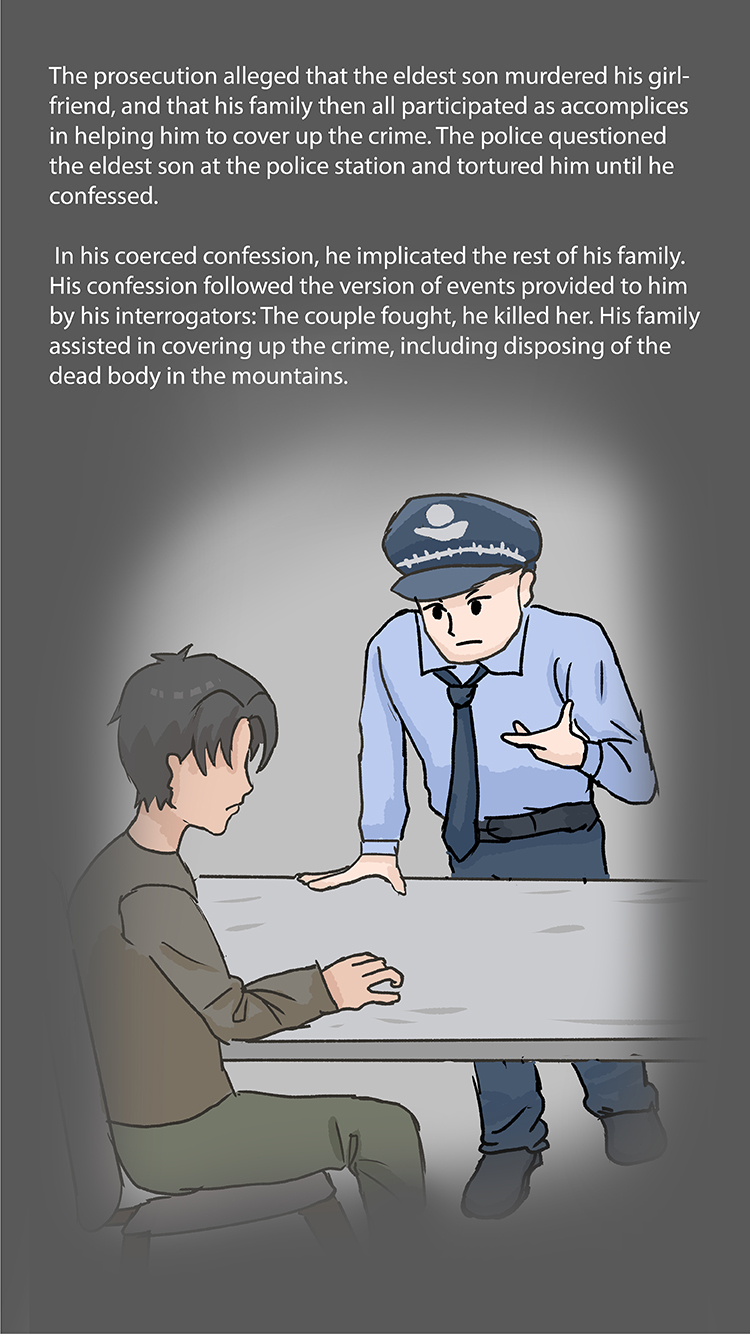 The prosecution alleged that the eldest son murdered his girl-
friend, and that his family then all participated as accomplices
in helping him to cover up the crime. The police questioned
the eldest son at the police station and tortured him until he
confessed.
In his coerced confession, he implicated the rest of his family.
His confession followed the version of events provided to him
by his interrogators: The couple fought, he killed her. His family
assisted in covering up the crime, including disposing of the
dead body in the mountains.